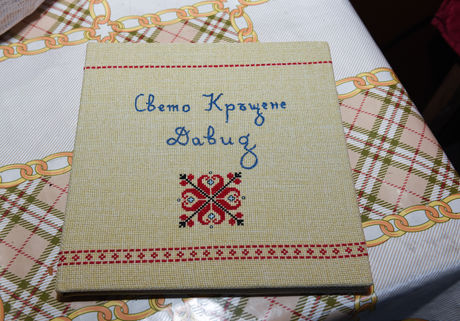 Свето Кръщене
Давид